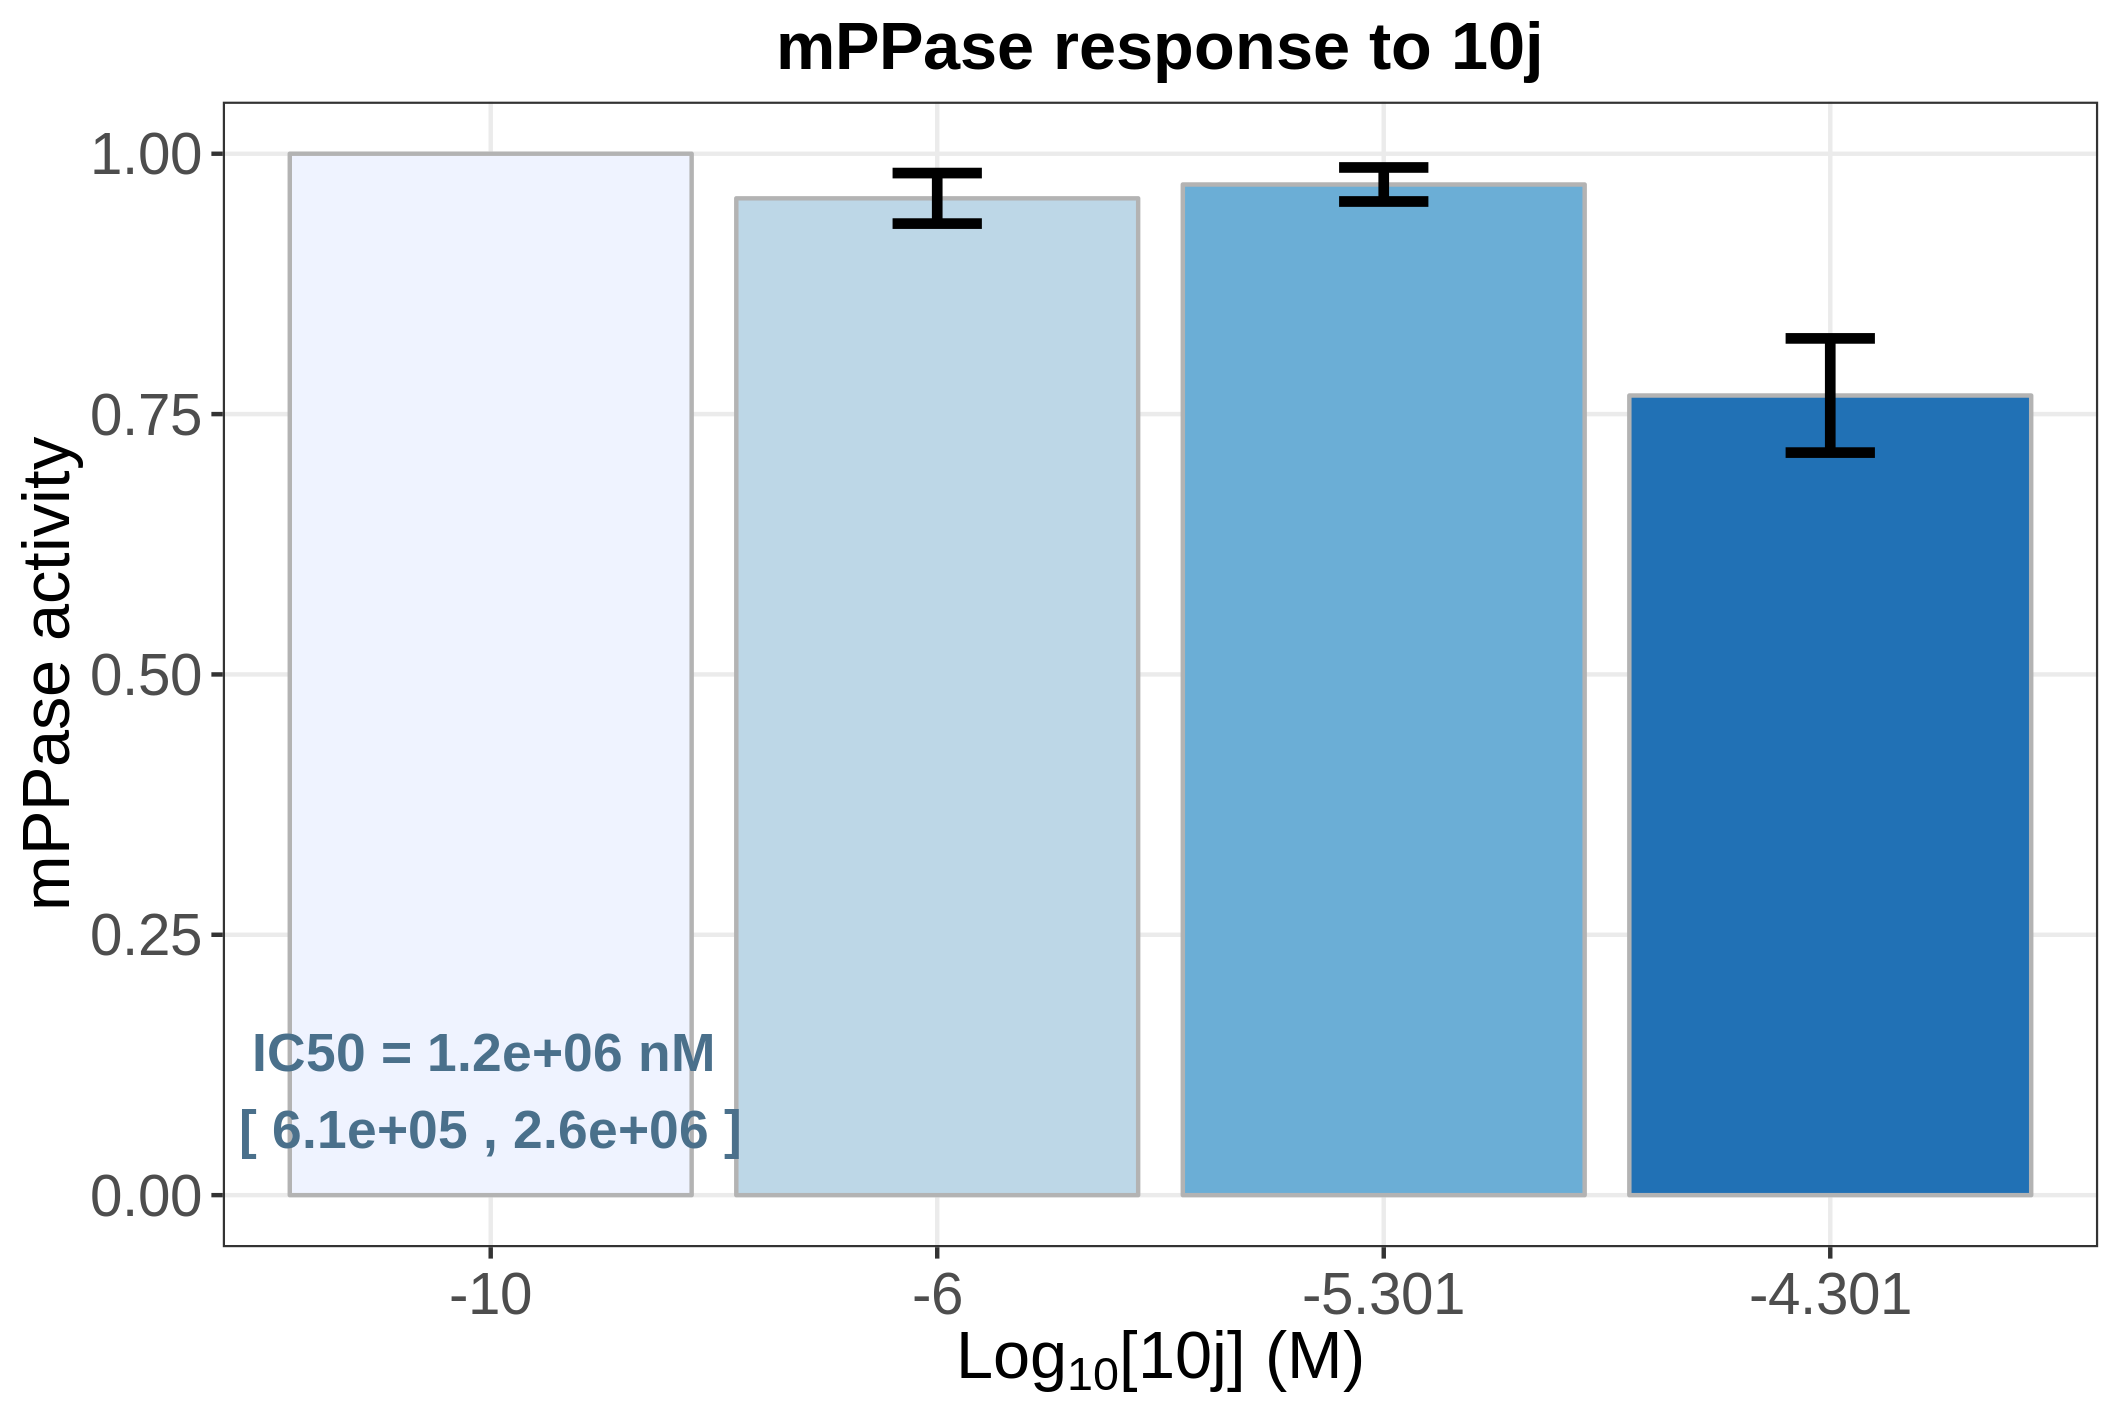 mPPase response to 10j
mPPase activity
1.00
0.75
0.50
0.25
0.00
IC50 = 1.2e+06 nM
[ 6.1e+05 , 2.6e+06 ]
-10 -6 -5.301 -4.301
Log10[10j] (M)